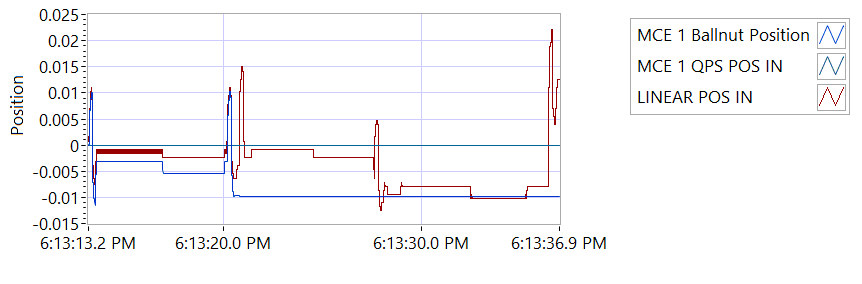 0.025
0.02
0.015
0.01
0.005
0
-0.005
-0.01
-0.015
Position
6:13:13.2 PM
6:13:20.0 PM
6:13:30.0 PM
6:13:36.9 PM
MCE 1 Ballnut Position
MCE 1 QPS POS IN
LINEAR POS IN